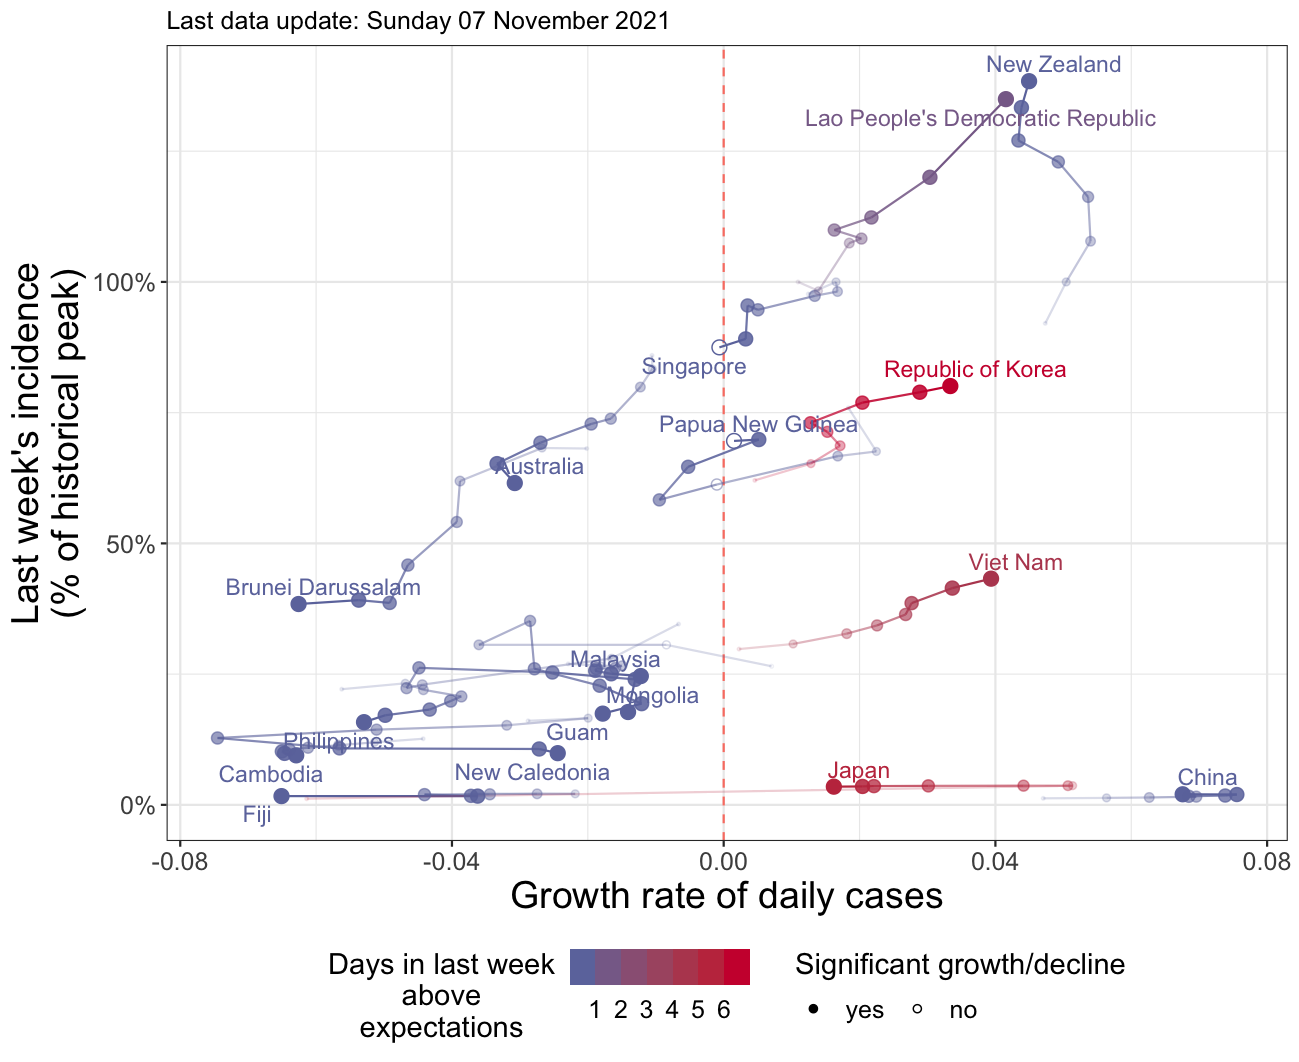 Last data update: Sunday 07 November 2021
New Zealand
Lao People's Democratic Republic
Singapore
Republic of Korea
Papua New Guinea
Australia
Viet Nam
Brunei Darussalam
Malaysia
Mongolia
Guam
Philippines
Cambodia
New Caledonia
Japan
China
Fiji
Last week's incidence
(% of historical peak)
100%
50%
0%
-0.08
-0.04
0.00
0.04
0.08
Growth rate of daily cases
Days in last week
above
expectations
1 2 3 4 5 6
Significant growth/decline
yes no